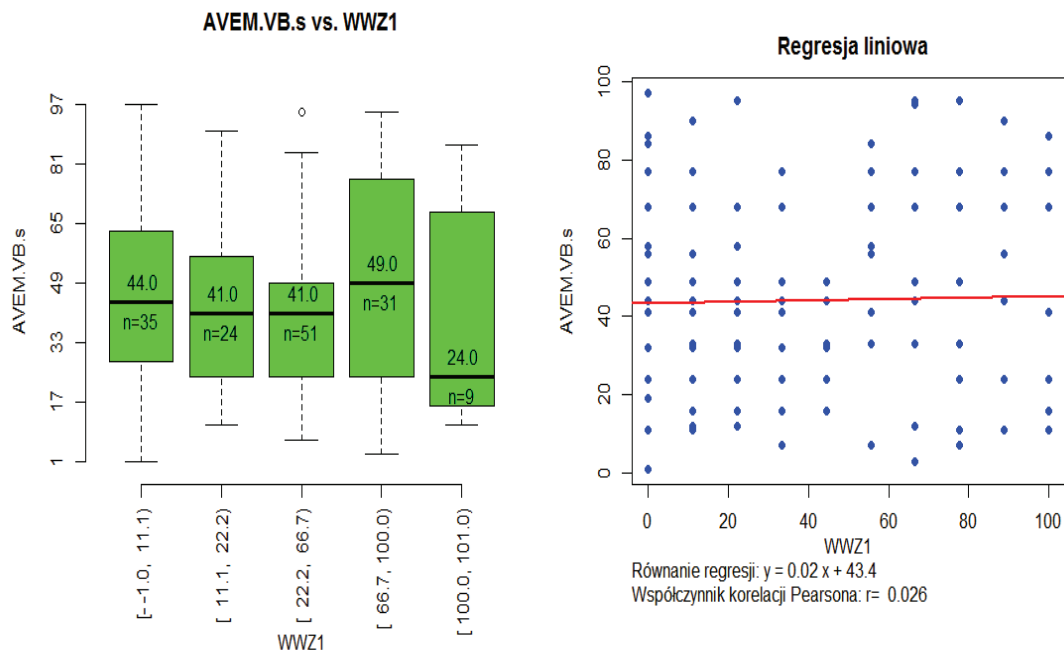 AVEM.VB.s vs. WWZ1
AVEM.VB.s
97
81
65
49
33
17
1
44.0
n=35
41.0
n=24
41.0
n=51
49.0
n=31
24.0
n=9
[--1.0, 11.1)
[ 11.1, 22.2)
[ 22.2, 66.7)
[ 66.7, 100.0)
[ 100.0, 101.0)
WWZ1
Regresja liniowa
AVEM.VB.s
100
80
60
40
20
0
0 20 40 60 80 100
WWZ1
Równanie regresji: y = 0.02 x + 43.4
Współczynnik korelacji Pearsona: r= 0.026